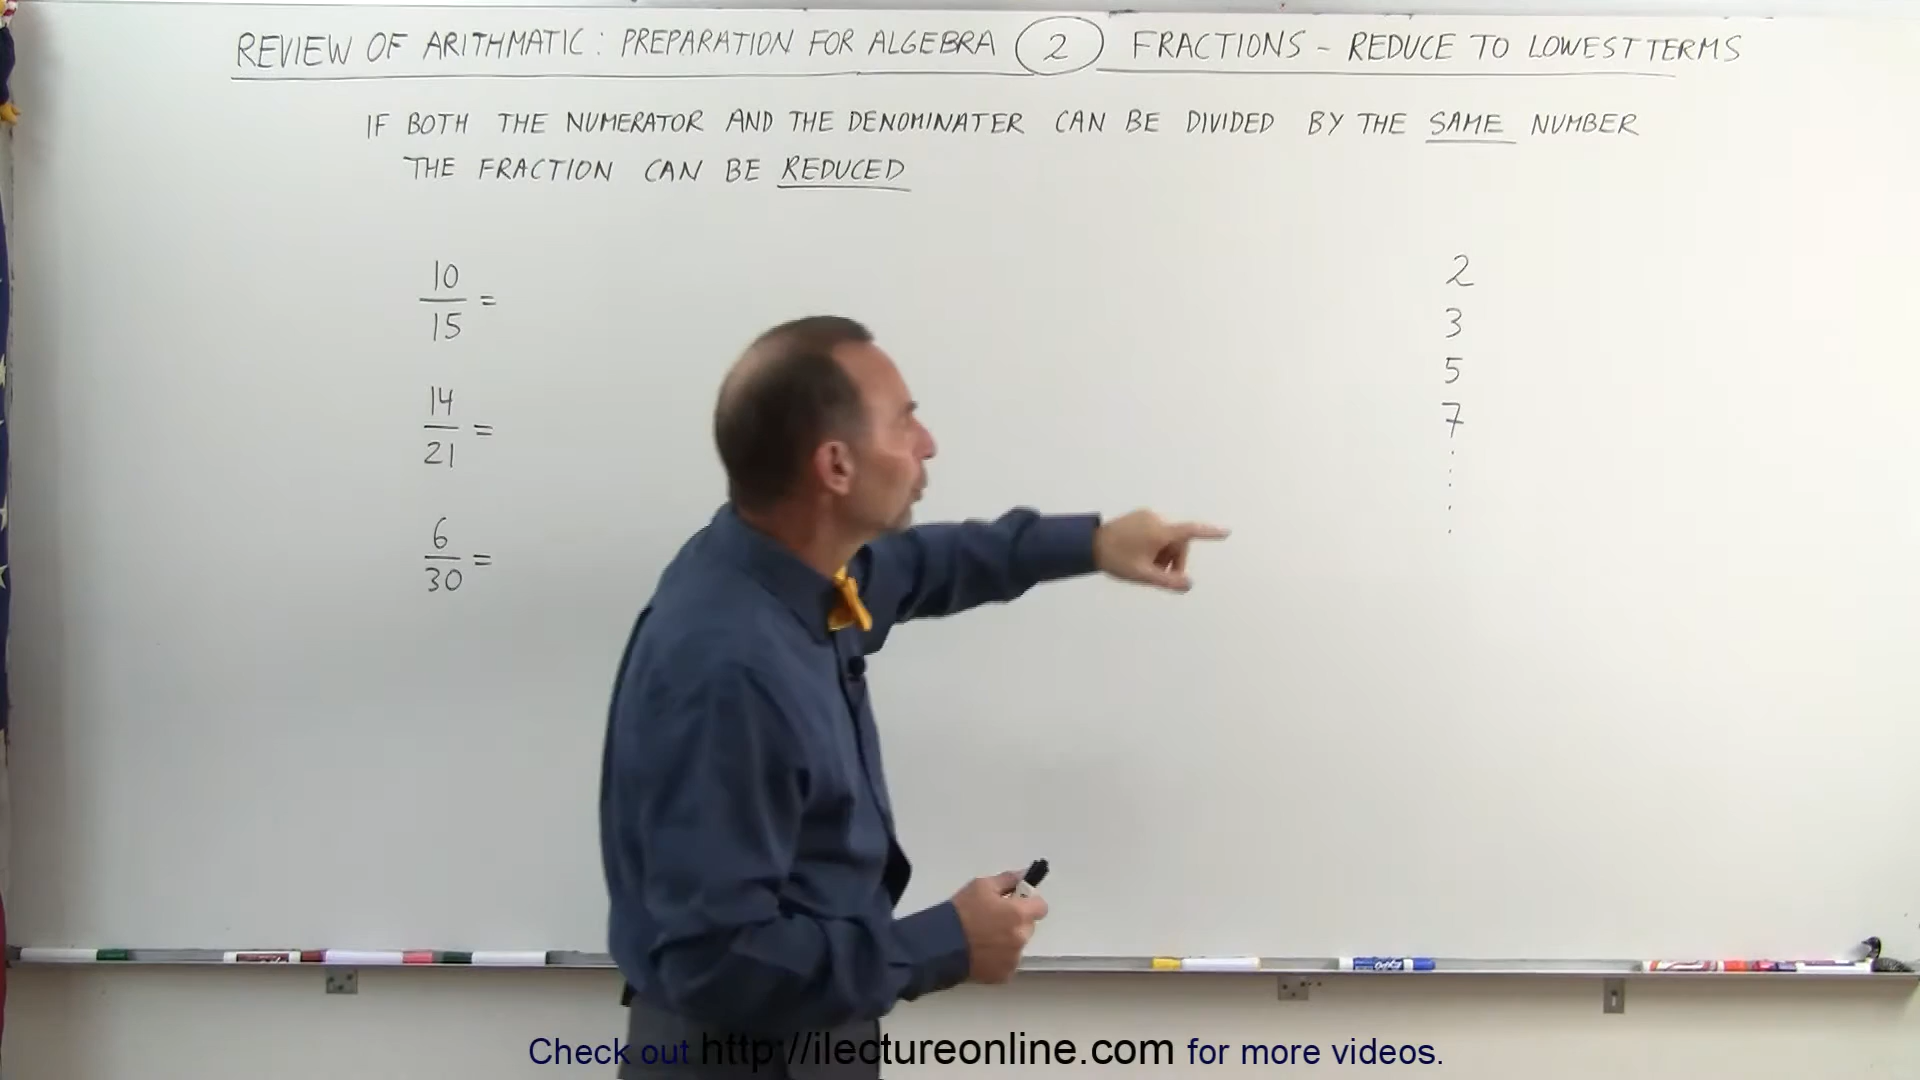 REVIEW OF ARITHMATIC: PREPARATION FOR ALGEBRA 2 FRACTIONS - REDUCE TO LOWEST TERMS
IF BOTH THE NUMERATOR AND THE DENOMINATER CAN BE DIVIDED BY THE SAME NUMBER
THE FRACTION CAN BE REDUCED
10
15 =
14
21 =
6
30 =
2
3
5
7
Check out http://ilectureonline.com for more videos.